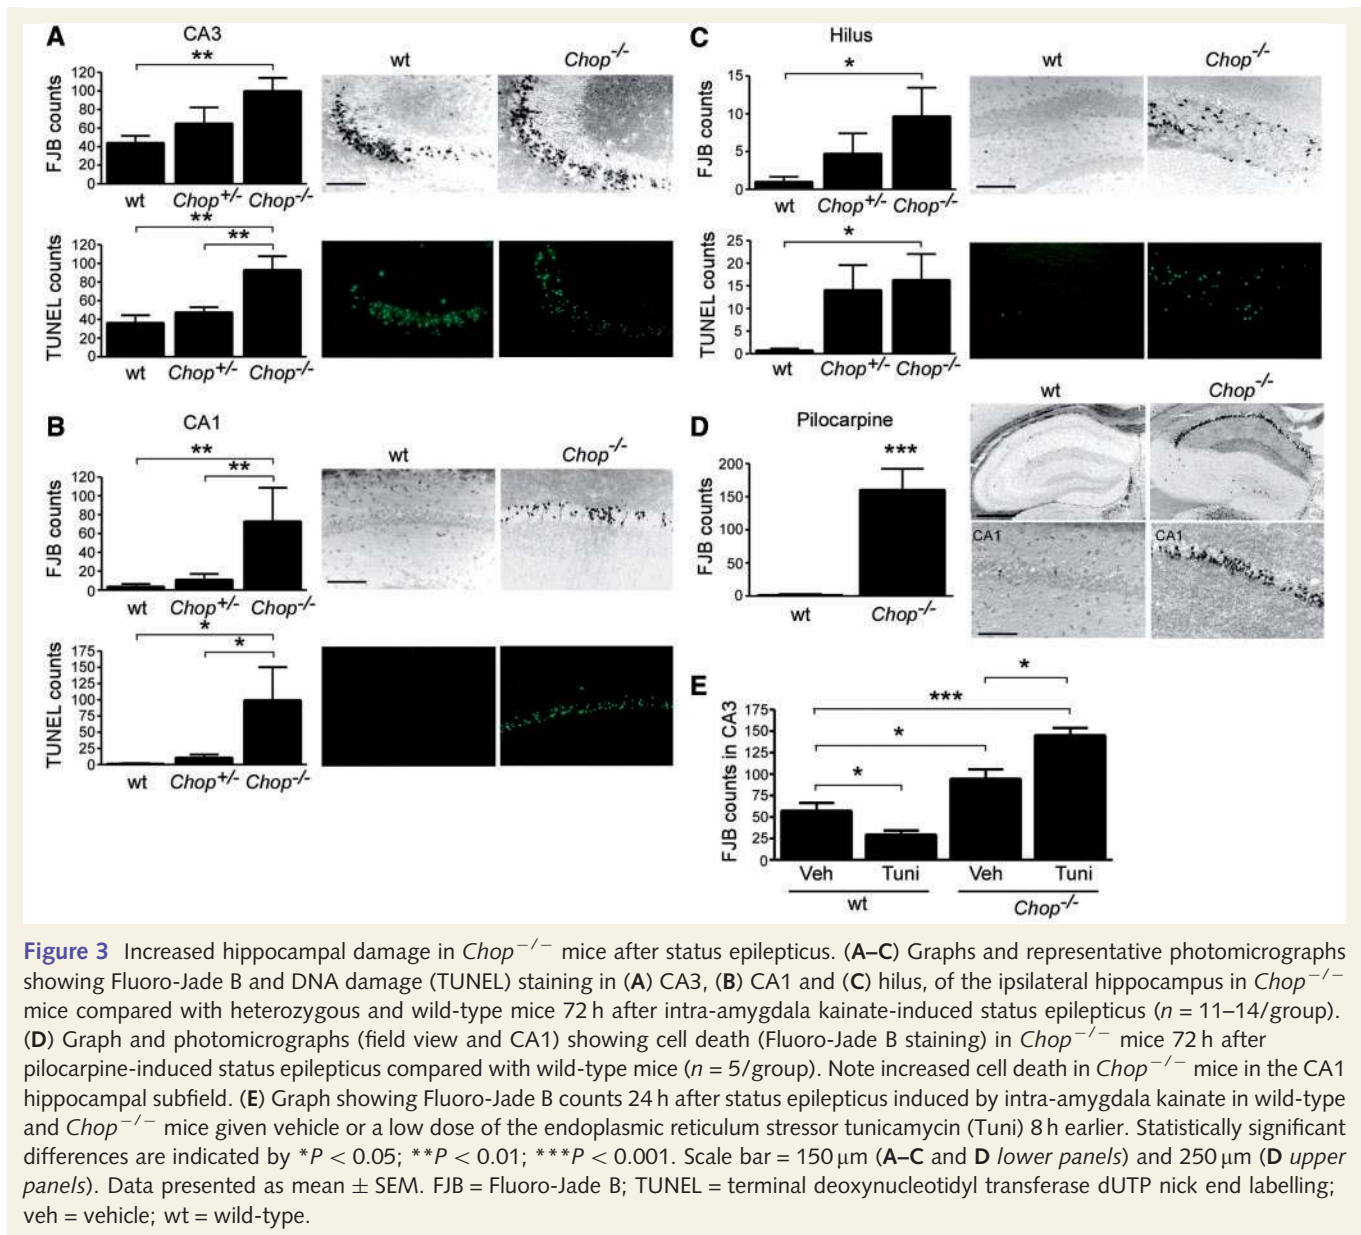 A
CA3
**
120
100
80
60
40
20
0
FJB counts
wt
Chop+/-
Chop-/-
wt
Chop-/-
**
**
120
100
80
60
40
20
0
TUNEL counts
wt
Chop+/-
Chop-/-
B
CA1
**
**
120
100
80
60
40
20
0
FJB counts
wt
Chop+/-
Chop-/-
wt
Chop-/-
*
*
175
150
125
100
75
50
25
0
TUNEL counts
wt
Chop+/-
Chop-/-
C
Hilus
*
15
10
5
0
FJB counts
wt
Chop+/-
Chop-/-
wt
Chop-/-
*
25
20
15
10
5
0
TUNEL counts
wt
Chop+/-
Chop-/-
D
Pilocarpine
***
200
150
100
50
0
FJB counts
wt
Chop-/-
wt
Chop-/-
CA1
CA1
E
*
***
*
*
175
150
125
100
75
50
25
0
FJB counts in CA3
Veh
Tuni
Veh
Tuni
wt
Chop-/-
Figure 3 Increased hippocampal damage in Chop−/− mice after status epilepticus. (A–C) Graphs and representative photomicrographs
showing Fluoro-Jade B and DNA damage (TUNEL) staining in (A) CA3, (B) CA1 and (C) hilus, of the ipsilateral hippocampus in Chop−/−
mice compared with heterozygous and wild-type mice 72 h after intra-amygdala kainate-induced status epilepticus (n = 11–14/group).
(D) Graph and photomicrographs (field view and CA1) showing cell death (Fluoro-Jade B staining) in Chop−/− mice 72 h after
pilocarpine-induced status epilepticus compared with wild-type mice (n = 5/group). Note increased cell death in Chop−/− mice in the CA1
hippocampal subfield. (E) Graph showing Fluoro-Jade B counts 24 h after status epilepticus induced by intra-amygdala kainate in wild-type
and Chop−/− mice given vehicle or a low dose of the endoplasmic reticulum stressor tunicamycin (Tuni) 8 h earlier. Statistically significant
differences are indicated by *P < 0.05; **P < 0.01; ***P < 0.001. Scale bar = 150 μm (A–C and D lower panels) and 250 μm (D upper
panels). Data presented as mean ± SEM. FJB = Fluoro-Jade B; TUNEL = terminal deoxynucleotidyl transferase dUTP nick end labelling;
veh = vehicle; wt = wild-type.